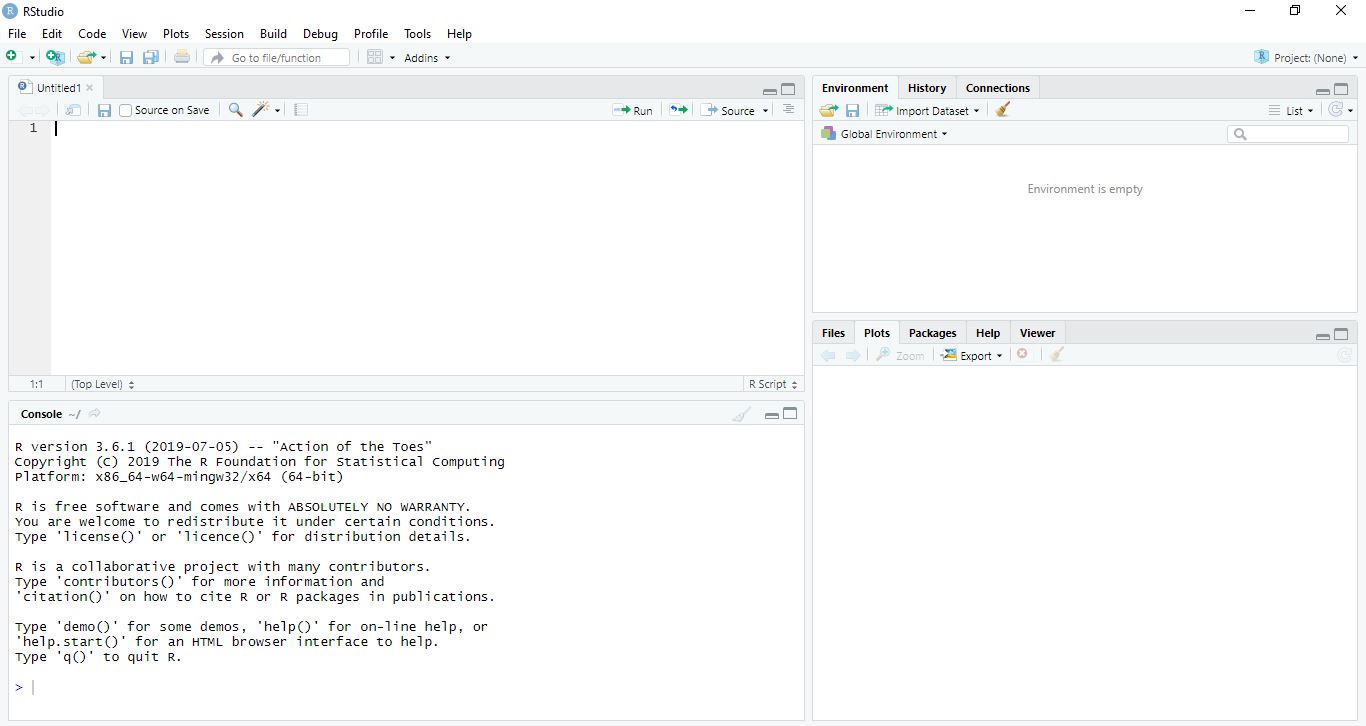 RStudio
File Edit Code View Plots Session Build Debug Profile Tools Help
Go to file/function Addins Project: (None)
Untitled1
Source on Save Run Source
1
1:1 (Top Level) R Script
Console ~/
R version 3.6.1 (2019-07-05) -- "Action of the Toes"
Copyright (C) 2019 The R Foundation for Statistical Computing
Platform: x86_64-w64-mingw32/x64 (64-bit)
R is free software and comes with ABSOLUTELY NO WARRANTY.
You are welcome to redistribute it under certain conditions.
Type 'license()' or 'licence()' for distribution details.
R is a collaborative project with many contributors.
Type 'contributors()' for more information and
'citation()' on how to cite R or R packages in publications.
Type 'demo()' for some demos, 'help()' for on-line help, or
'help.start()' for an HTML browser interface to help.
Type 'q()' to quit R.
>
Environment History Connections
Import Dataset List
Global Environment
Environment is empty
Files Plots Packages Help Viewer
Zoom Export